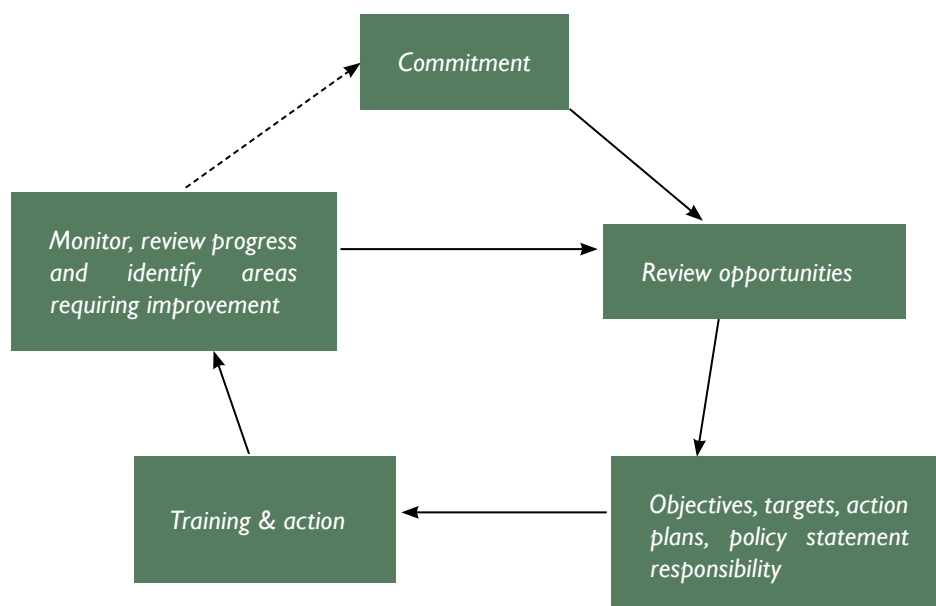 Commitment
Monitor, review progress
and identify areas
requiring improvement
Review opportunities
Training & action
Objectives, targets, action
plans, policy statement
responsibility